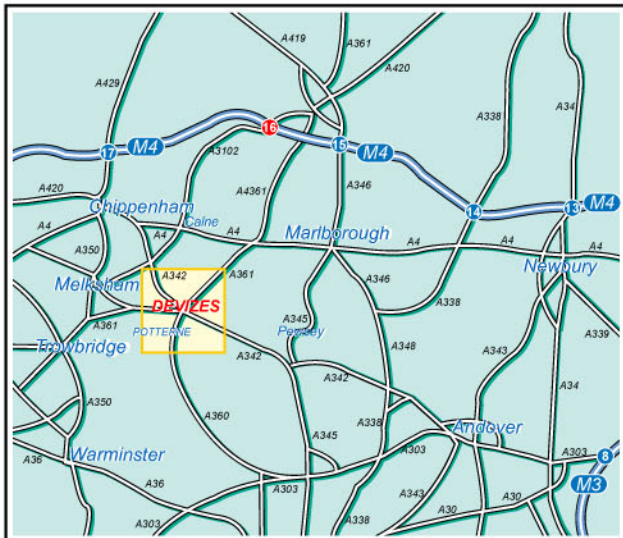 A419
A361
A420
A429
A338
A34
16
17
M4
A3102
15
M4
A4361
A346
A420
14
13
M4
Chippenham
Calne
A4
A4
A4
Marlborough
A4
A4
A350
A342
A361
A346
Newbury
Melksham
DEVIZES
A338
A361
POTTERNE
A345
Pewsey
A339
Trowbridge
A342
A348
A343
A342
A34
A350
A360
A338
Andover
Warminster
A345
A303
A303
8
A36
A36
A303
A343
A30
A30
M3
A303
A338